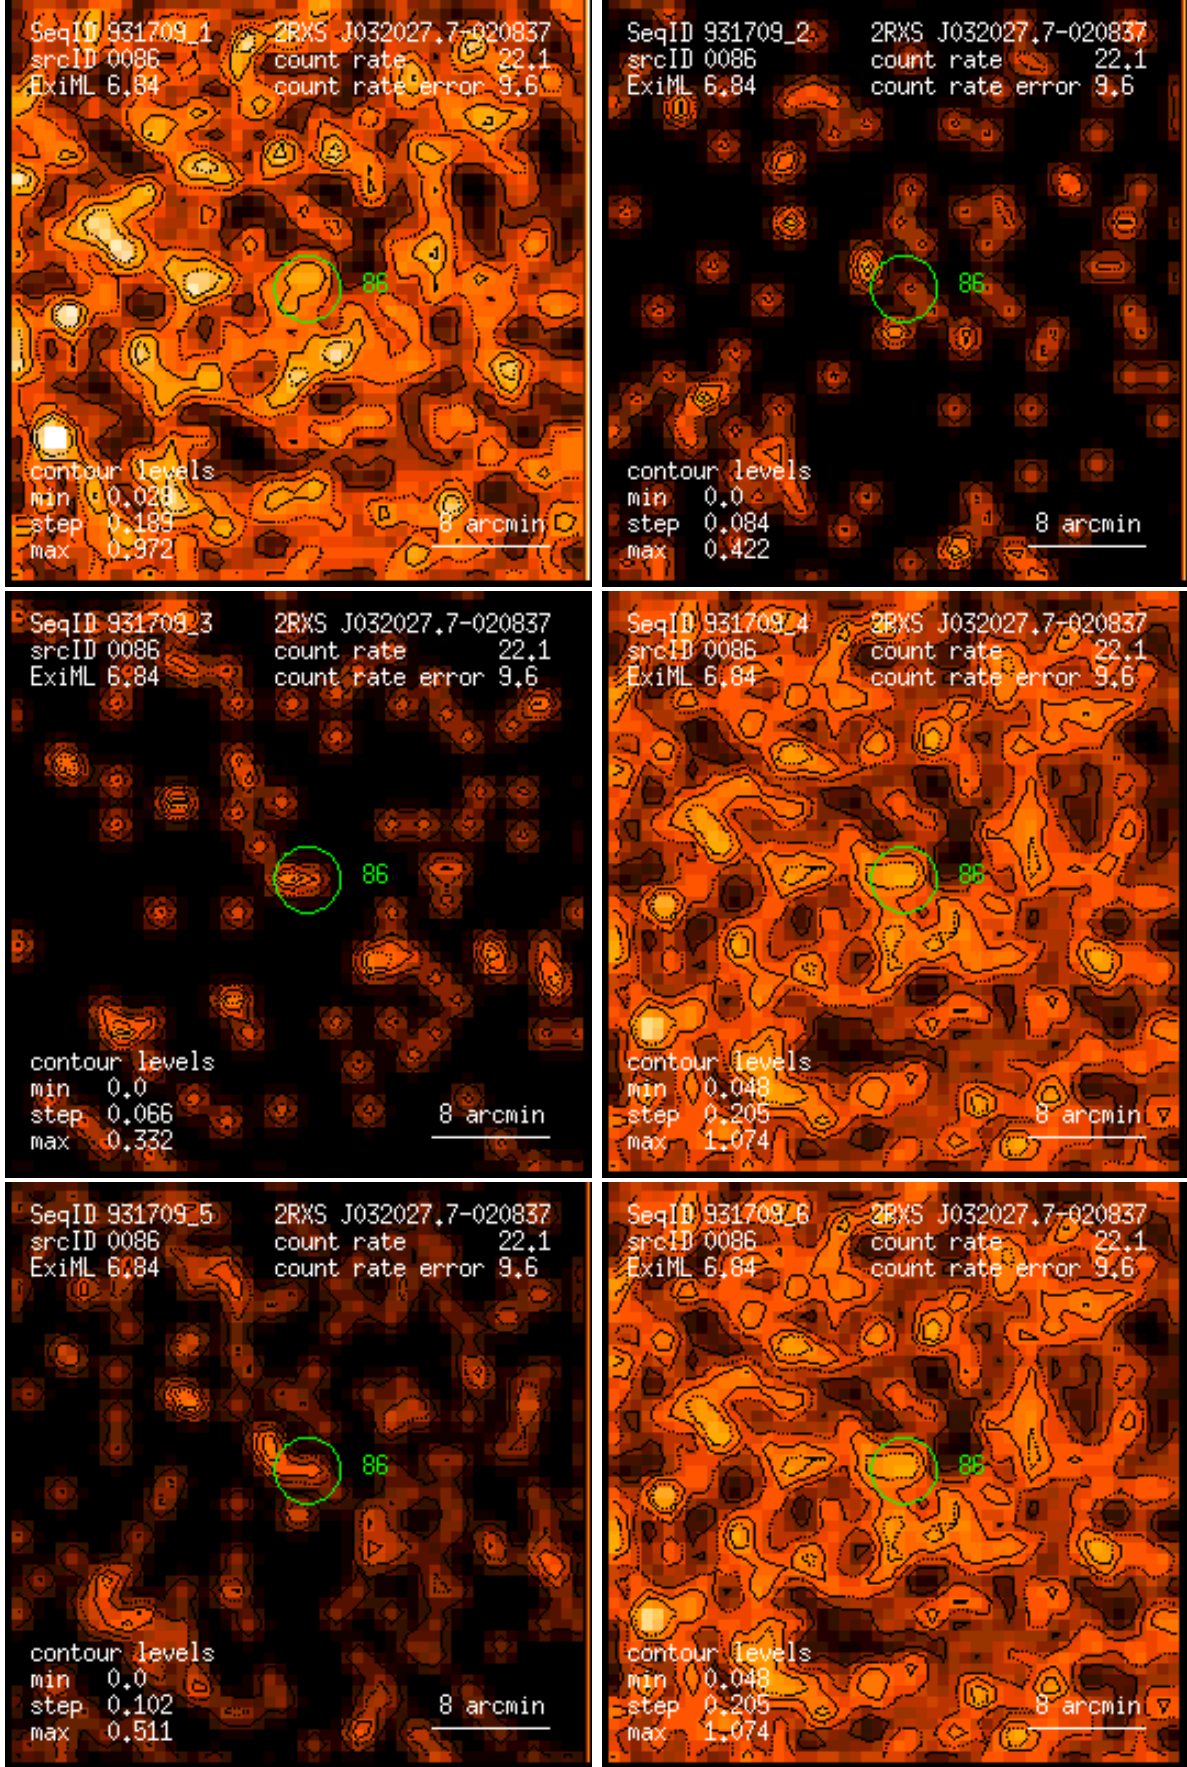 SeqID 931709_1 2RXS J032027.7-020837
srcID 0086 count rate 22.1
ExiML 6.84 count rate error 9.6
86
contour levels
min 0.028
step 0.189
max 0.972
8 arcmin
SeqID 931709_2 2RXS J032027.7-020837
srcID 0086 count rate 22.1
ExiML 6.84 count rate error 9.6
86
contour levels
min 0.0
step 0.084
max 0.422
8 arcmin
SeqID 931709_3 2RXS J032027.7-020837
srcID 0086 count rate 22.1
ExiML 6.84 count rate error 9.6
86
contour levels
min 0.0
step 0.066
max 0.332
8 arcmin
SeqID 931709_4 2RXS J032027.7-020837
srcID 0086 count rate 22.1
ExiML 6.84 count rate error 9.6
86
contour levels
min 0.048
step 0.205
max 1.074
8 arcmin
SeqID 931709_5 2RXS J032027.7-020837
srcID 0086 count rate 22.1
ExiML 6.84 count rate error 9.6
86
contour levels
min 0.0
step 0.102
max 0.511
8 arcmin
SeqID 931709_6 2RXS J032027.7-020837
srcID 0086 count rate 22.1
ExiML 6.84 count rate error 9.6
86
contour levels
min 0.048
step 0.205
max 1.074
8 arcmin